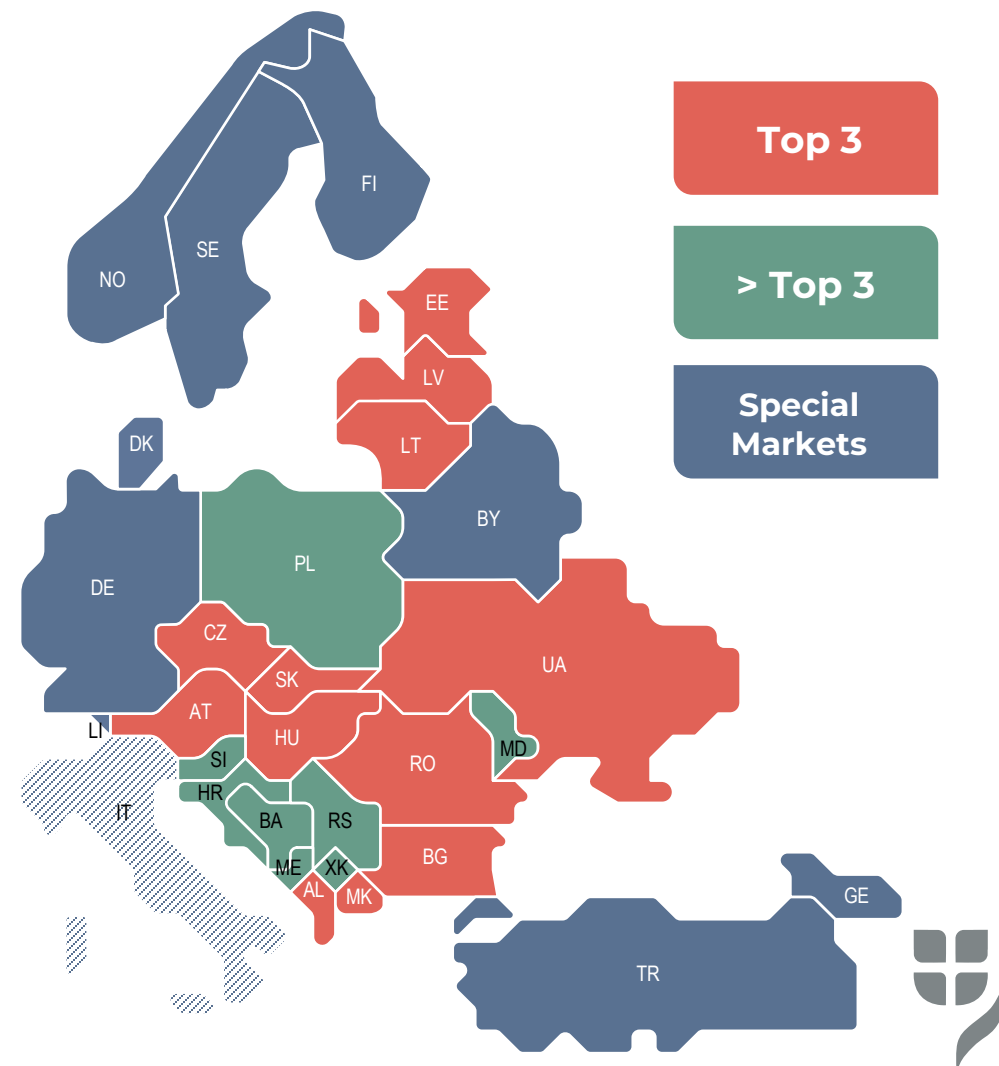 Top 3
> Top 3
Special
Markets
FI
SE
NO
EE
LV
DK
LT
BY
PL
DE
CZ
UA
SK
AT
LI
HU
SI
MD
RO
HR
IT
BA
RS
BG
ME
XK
AL
MK
GE
TR